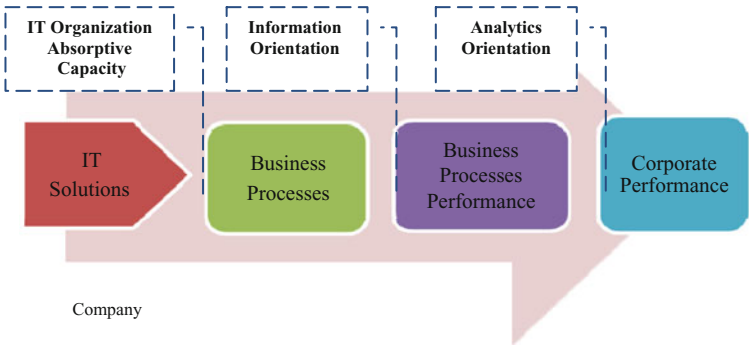 IT Organization
Absorptive
Capacity
Information
Orientation
Analytics
Orientation
IT
Solutions
Business
Processes
Business
Processes
Performance
Corporate
Performance
Company